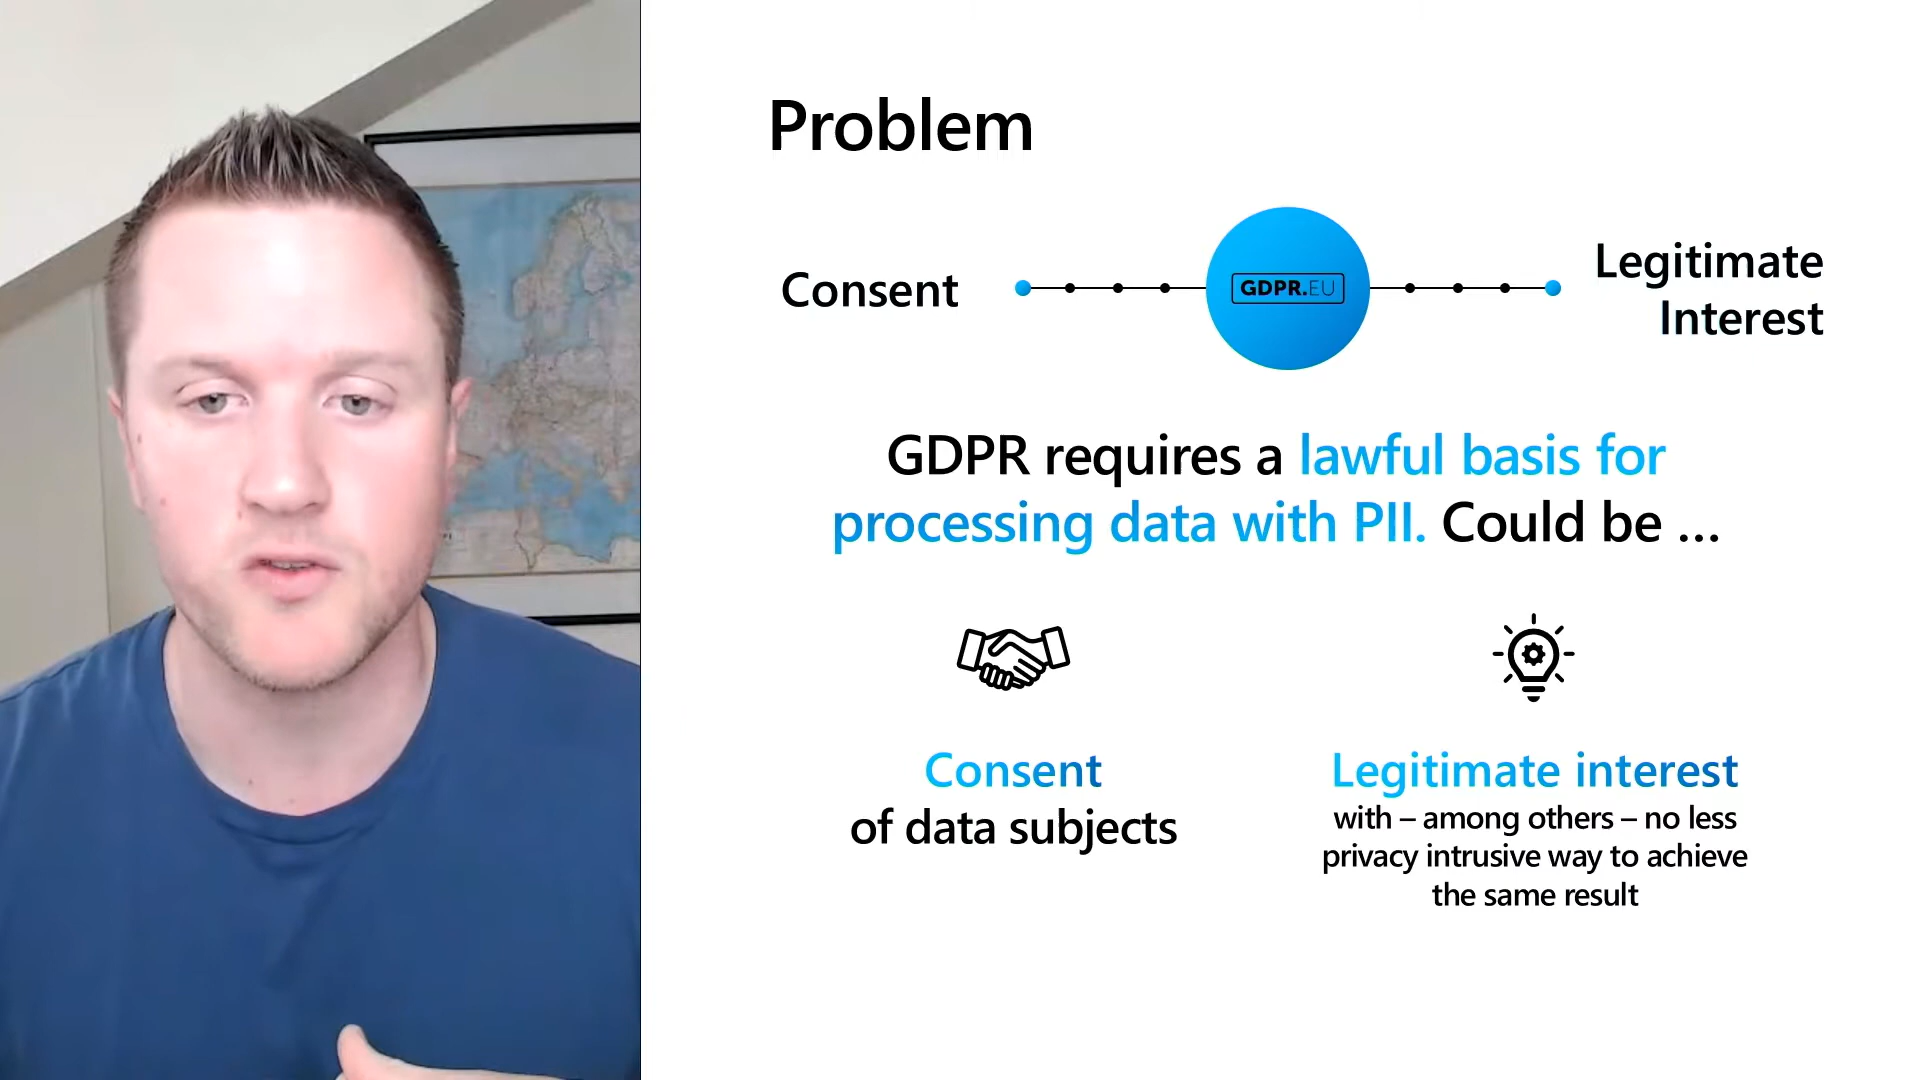 Problem
Consent
GDPR.EU
Legitimate
Interest
GDPR requires a lawful basis for
processing data with PII. Could be ...
Consent
of data subjects
Legitimate interest
with – among others – no less
privacy intrusive way to achieve
the same result